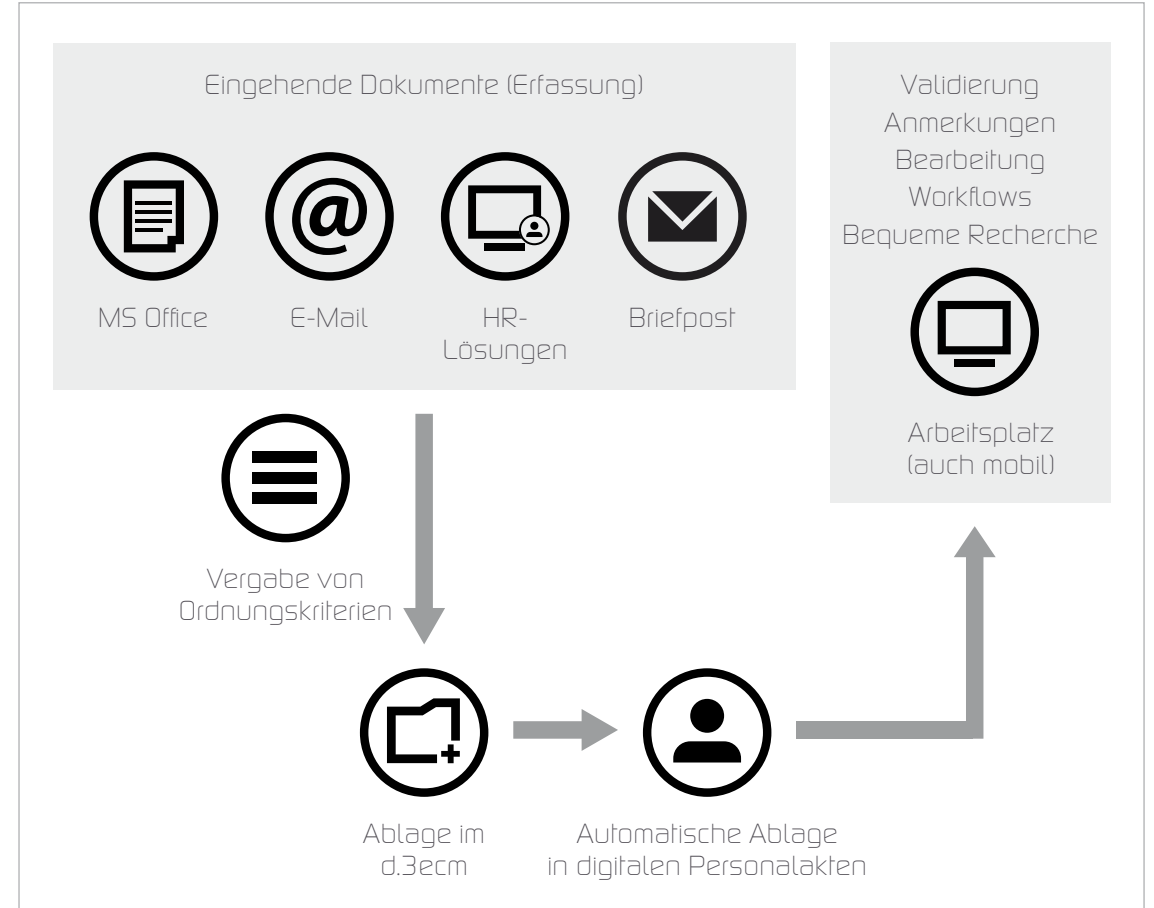 Eingehende Dokumente (Erfassung)
MS Office
E-Mail
HR-
Lösungen
Briefpost
Validierung
Anmerkungen
Bearbeitung
Workflows
Bequeme Recherche
Arbeitsplatz
(auch mobil)
Vergabe von
Ordnungskriterien
Ablage im
d.3ecm
Automatische Ablage
in digitalen Personalakten